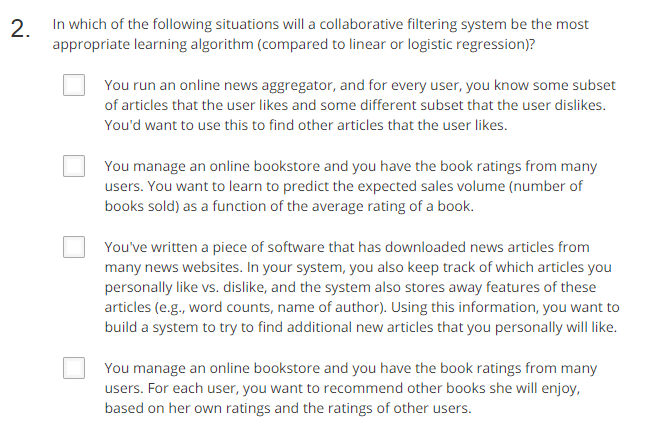 2. In which of the following situations will a collaborative filtering system be the most
appropriate learning algorithm (compared to linear or logistic regression)?
You run an online news aggregator, and for every user, you know some subset
of articles that the user likes and some different subset that the user dislikes.
You'd want to use this to find other articles that the user likes.
You manage an online bookstore and you have the book ratings from many
users. You want to learn to predict the expected sales volume (number of
books sold) as a function of the average rating of a book.
You've written a piece of software that has downloaded news articles from
many news websites. In your system, you also keep track of which articles you
personally like vs. dislike, and the system also stores away features of these
articles (e.g., word counts, name of author). Using this information, you want to
build a system to try to find additional new articles that you personally will like.
You manage an online bookstore and you have the book ratings from many
users. For each user, you want to recommend other books she will enjoy,
based on her own ratings and the ratings of other users.